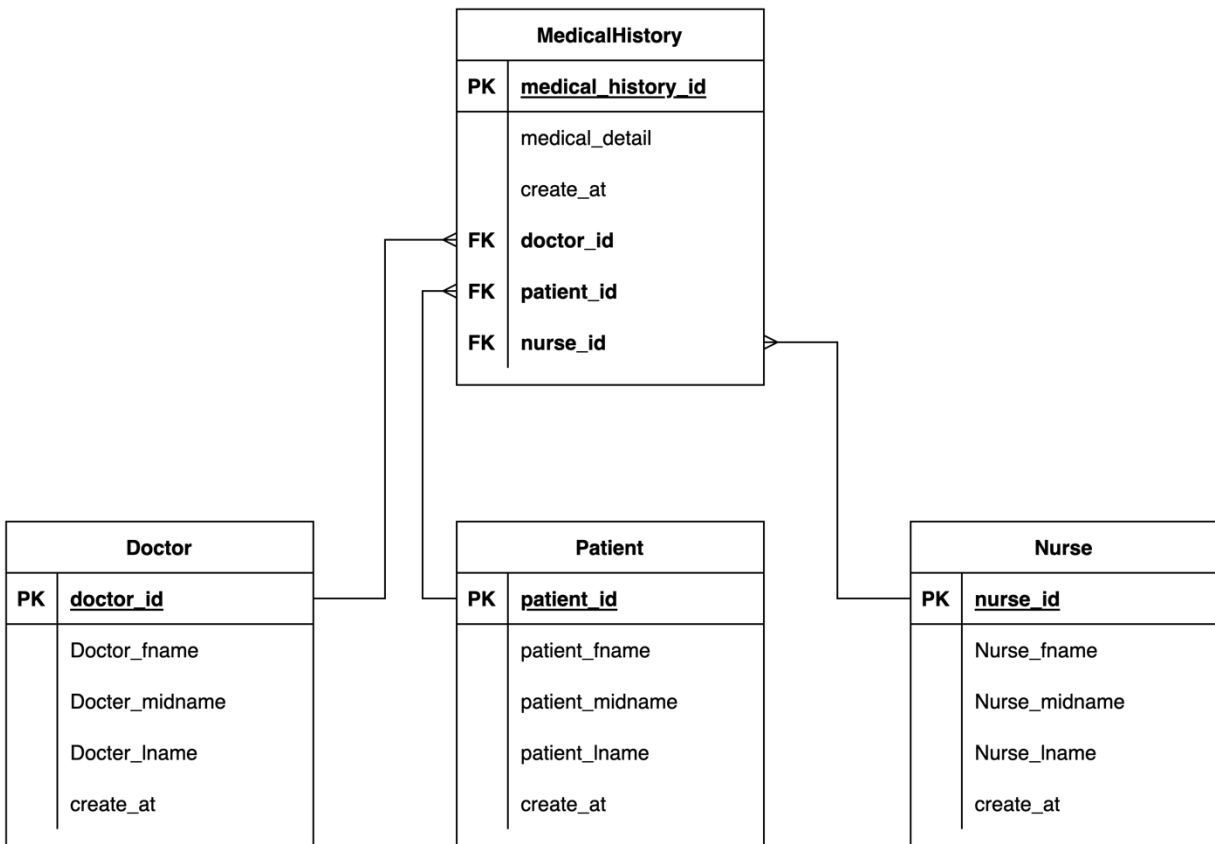 MedicalHistory
PK medical_history_id
medical_detail
create_at
FK doctor_id
FK patient_id
FK nurse_id
Doctor
PK doctor_id
Doctor_fname
Docter_midname
Docter_lname
create_at
Patient
PK patient_id
patient_fname
patient_midname
patient_lname
create_at
Nurse
PK nurse_id
Nurse_fname
Nurse_midname
Nurse_lname
create_at